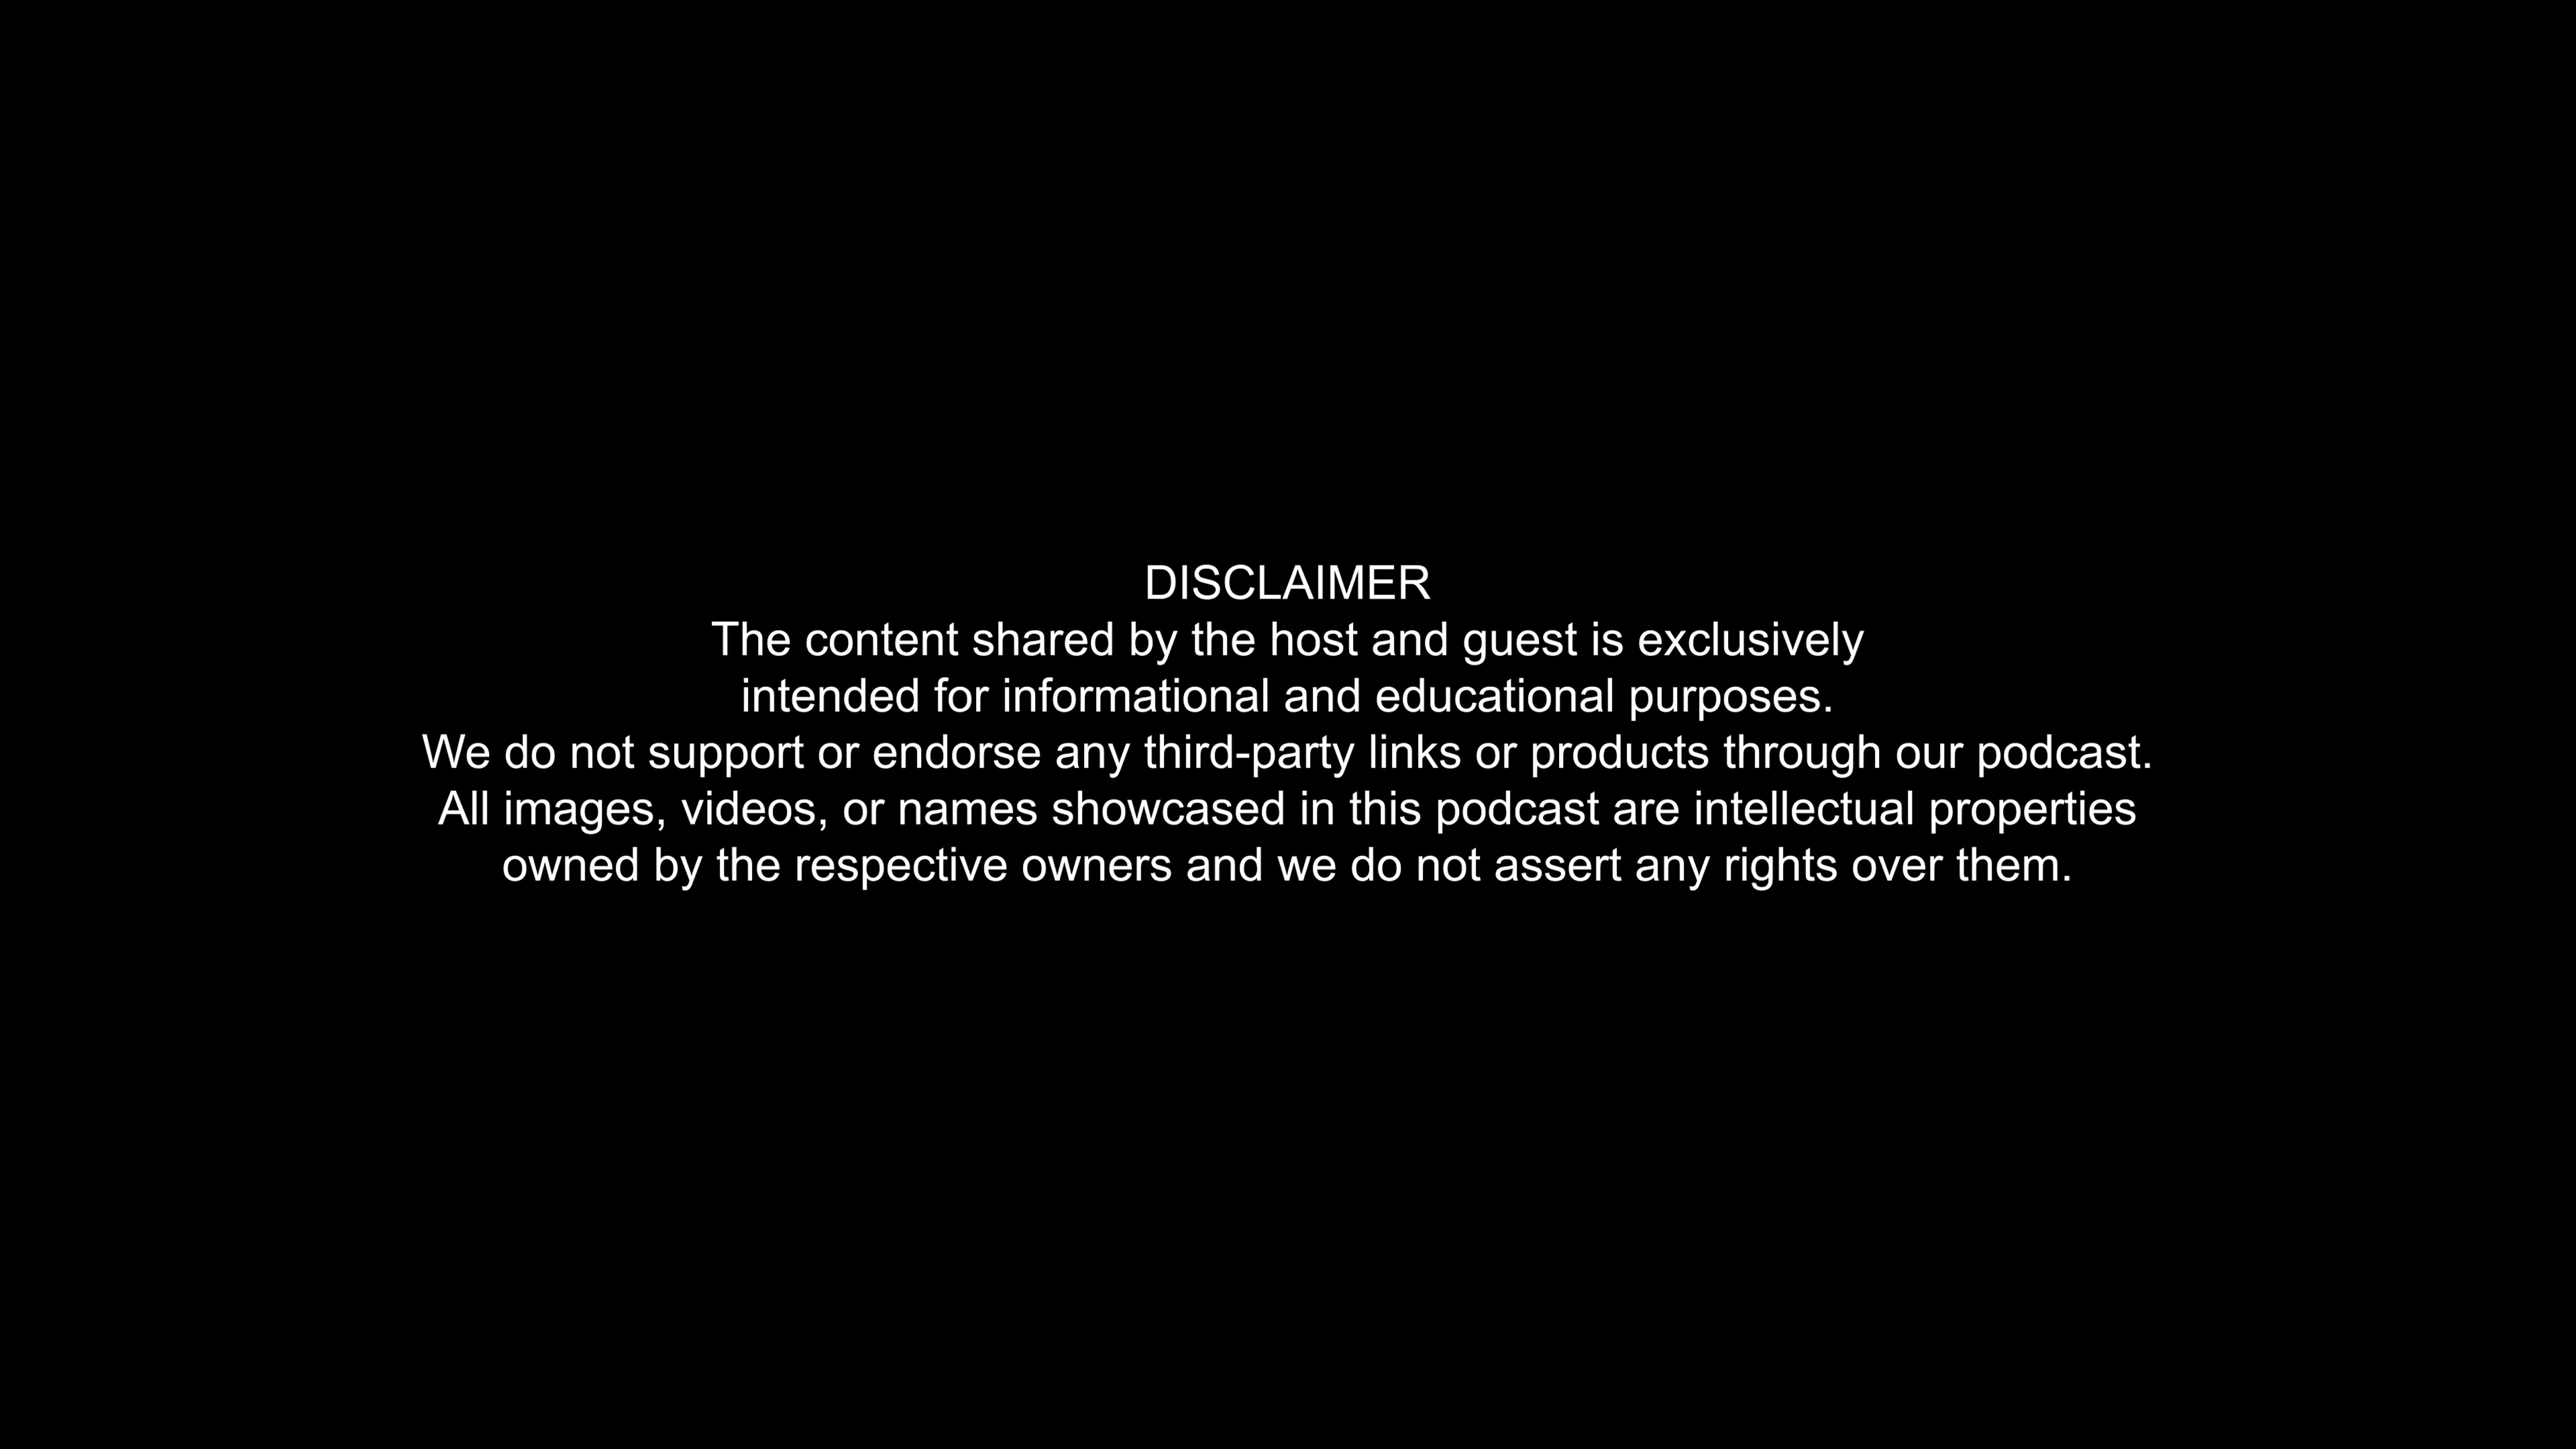 DISCLAIMER
The content shared by the host and guest is exclusively
intended for informational and educational purposes.
We do not support or endorse any third-party links or products through our podcast.
All images, videos, or names showcased in this podcast are intellectual properties
owned by the respective owners and we do not assert any rights over them.